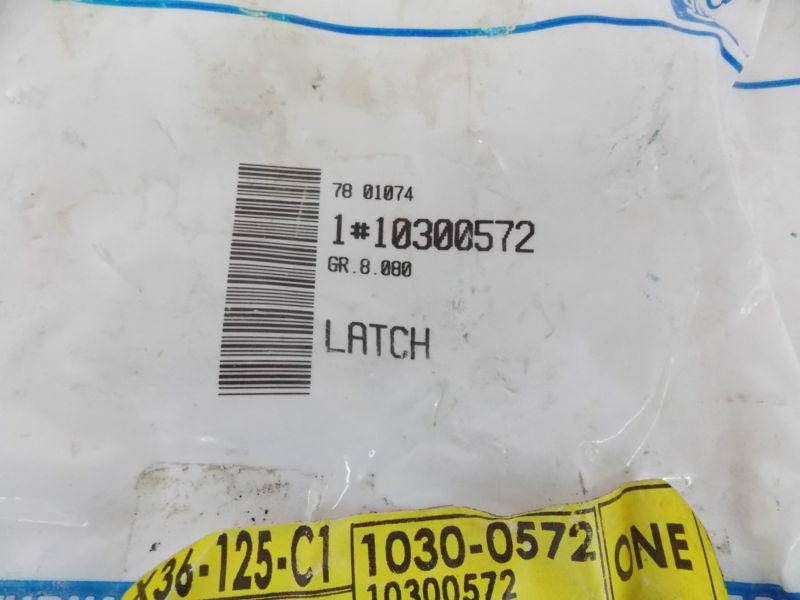 78 01074
1#10300572
GR.8.080
LATCH
X36-125-C1
1030-0572
ONE
10300572